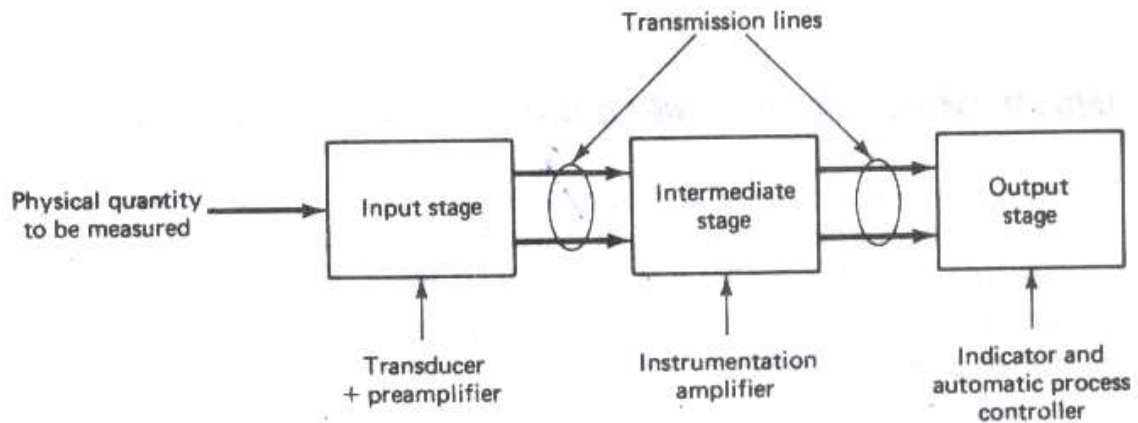 Transmission lines
Physical quantity
to be measured
Input stage
Intermediate
stage
Output
stage
Transducer
+ preamplifier
Instrumentation
amplifier
Indicator and
automatic process
controller